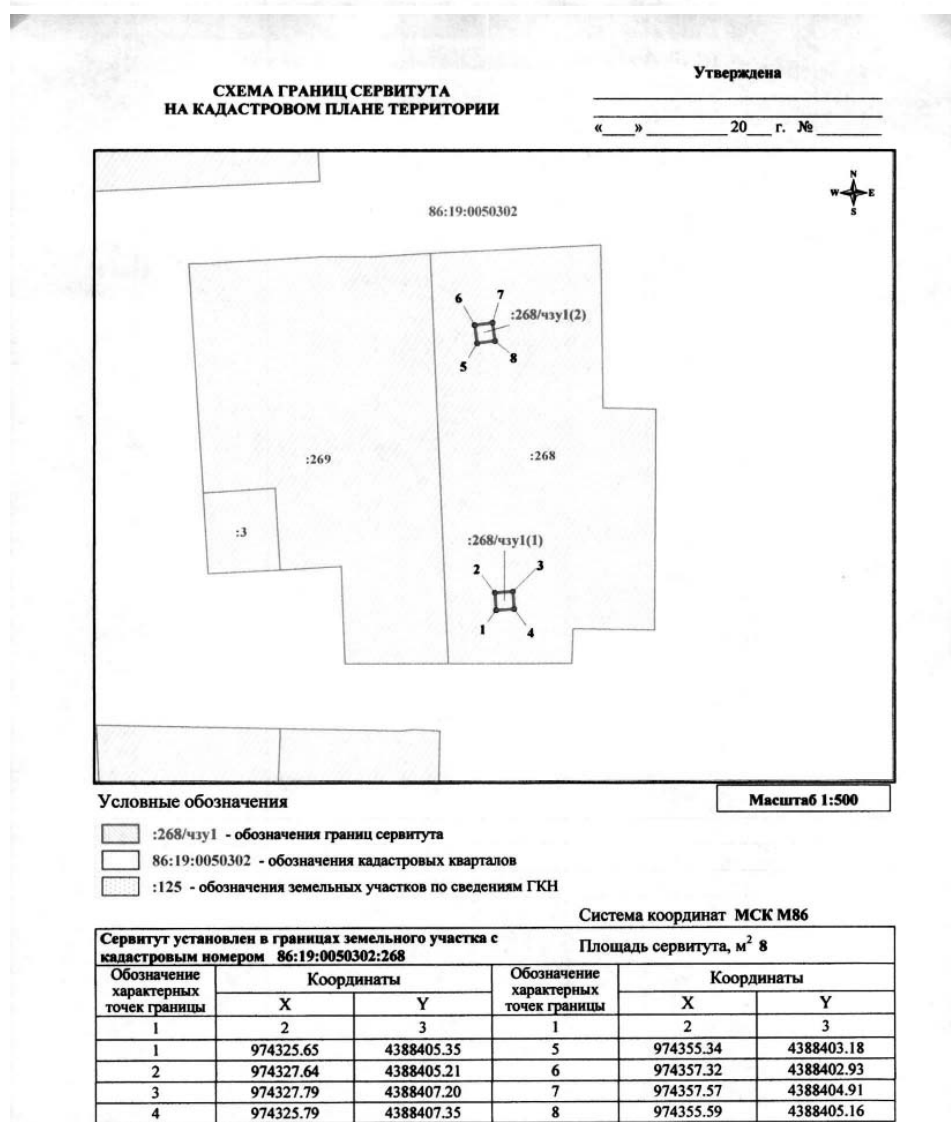 Утверждена
СХЕМА ГРАНИЦ СЕРВИТУТА
НА КАДАСТРОВОМ ПЛАНЕ ТЕРРИТОРИИ
«___» ________ 20__ г. № ______
N
W E
S
86:19:0050302
6 7
:268/чзу1(2)
5 8
:269
:268
:3
:268/чзу1(1)
2 3
1 4
Условные обозначения
Масштаб 1:500
:268/чзу1 - обозначения границ сервитута
86:19:0050302 - обозначения кадастровых кварталов
:125 - обозначения земельных участков по сведениям ГКН
Система координат МСК М86
Сервитут установлен в границах земельного участка с
кадастровым номером 86:19:0050302:268
Площадь сервитута, м² 8
Обозначение
характерных
точек границы
Координаты
X Y
Обозначение
характерных
точек границы
Координаты
X Y
1 2 3 1 2 3
1 974325.65 4388405.35 5 974355.34 4388403.18
2 974327.64 4388405.21 6 974357.32 4388402.93
3 974327.79 4388407.20 7 974357.57 4388404.91
4 974325.79 4388407.35 8 974355.59 4388405.16